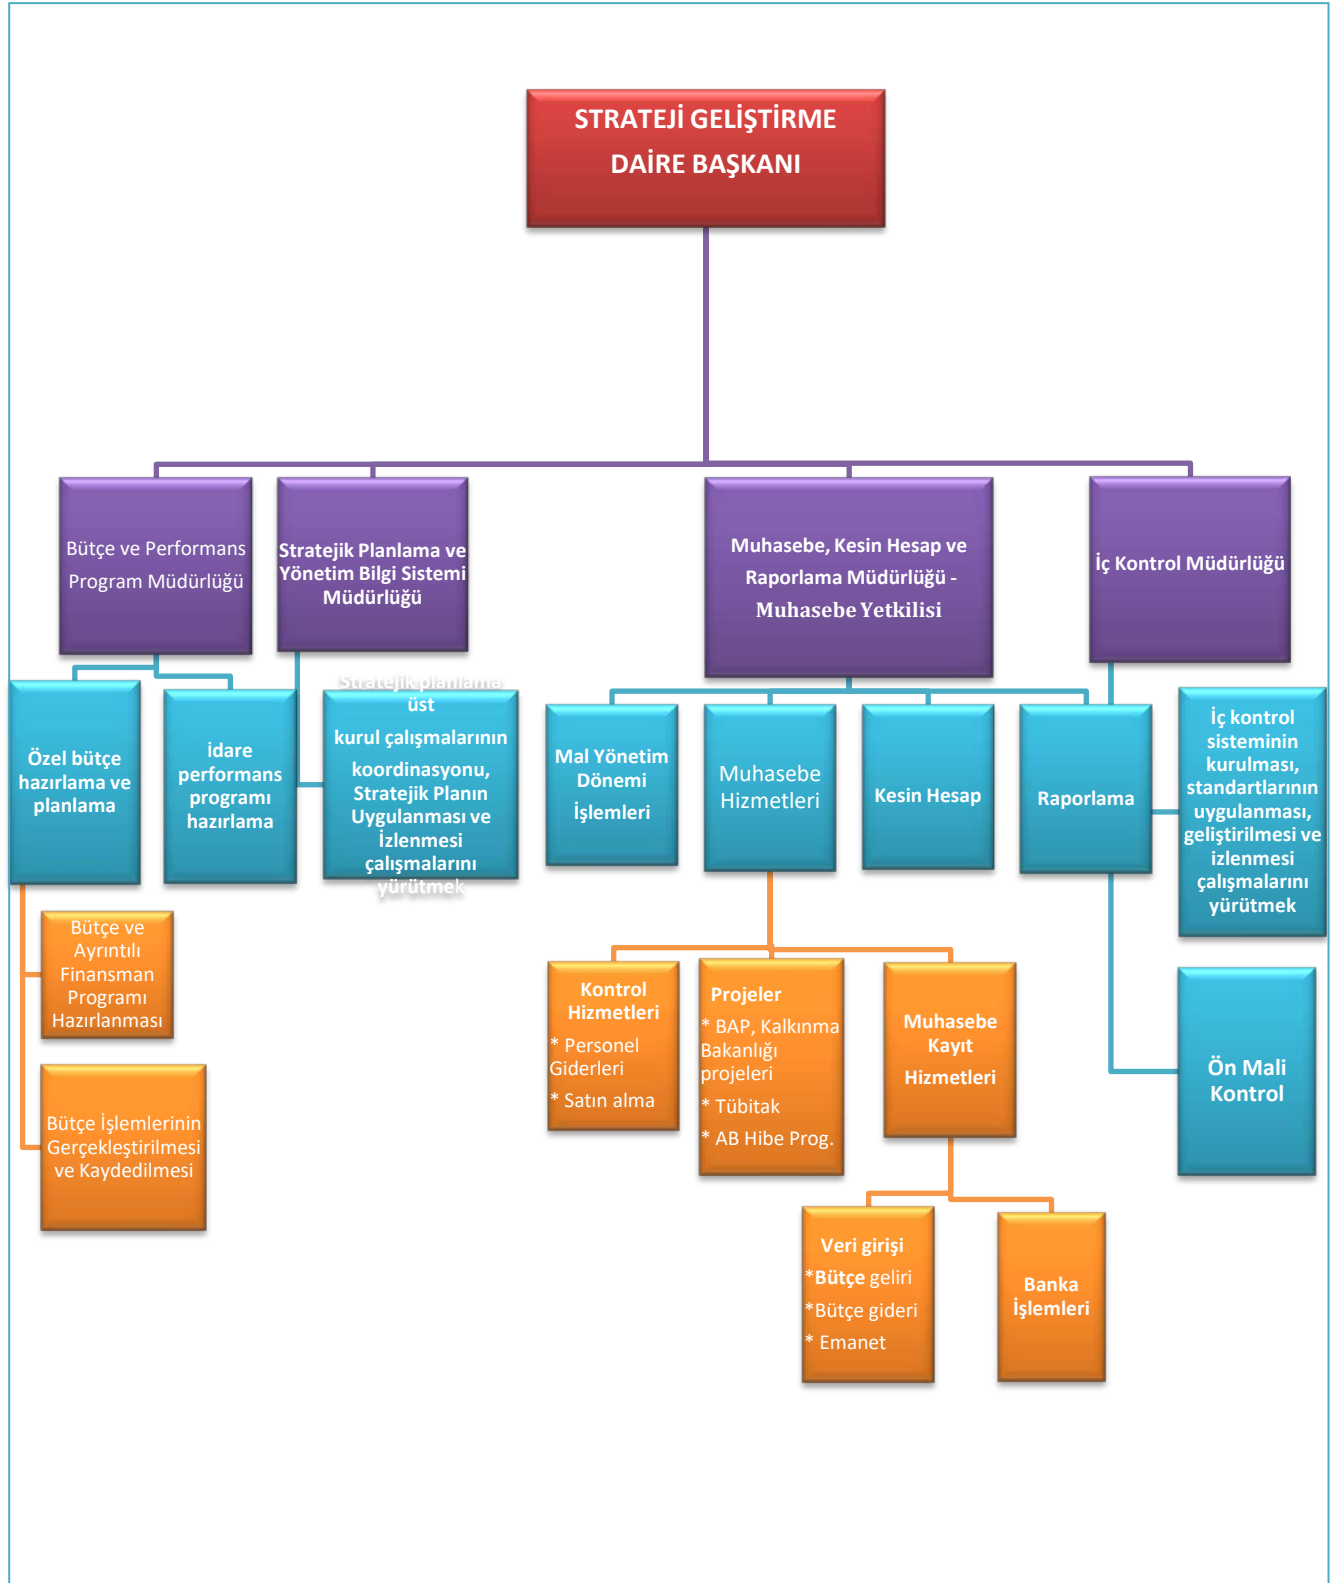 STRATEJİ GELİŞTİRME
DAİRE BAŞKANI
Bütçe ve Performans
Program Müdürlüğü
Stratejik Planlama ve
Yönetim Bilgi Sistemi
Müdürlüğü
Muhasebe, Kesin Hesap ve
Raporlama Müdürlüğü -
Muhasebe Yetkilisi
İç Kontrol Müdürlüğü
Özel bütçe
hazırlama ve
planlama
İdare
performans
programı
hazırlama
Stratejik planlama
üst
kurul çalışmalarının
koordinasyonu,
Stratejik Planın
Uygulanması ve
İzlenmesi
çalışmalarını
yürütmek
Mal Yönetim
Dönemi
İşlemleri
Muhasebe
Hizmetleri
Kesin Hesap
Raporlama
İç kontrol
sisteminin
kurulması,
standartlarının
uygulanması,
geliştirilmesi ve
izlenmesi
çalışmalarını
yürütmek
Bütçe ve
Ayrıntılı
Finansman
Programı
Hazırlanması
Bütçe İşlemlerinin
Gerçekleştirilmesi
ve Kaydedilmesi
Kontrol
Hizmetleri
* Personel
Giderleri
* Satın alma
Projeler
* BAP, Kalkınma
Bakanlığı
projeleri
* Tübitak
* AB Hibe Prog.
Muhasebe
Kayıt
Hizmetleri
Ön Mali
Kontrol
Veri girişi
*Bütçe geliri
*Bütçe gideri
* Emanet
Banka
İşlemleri